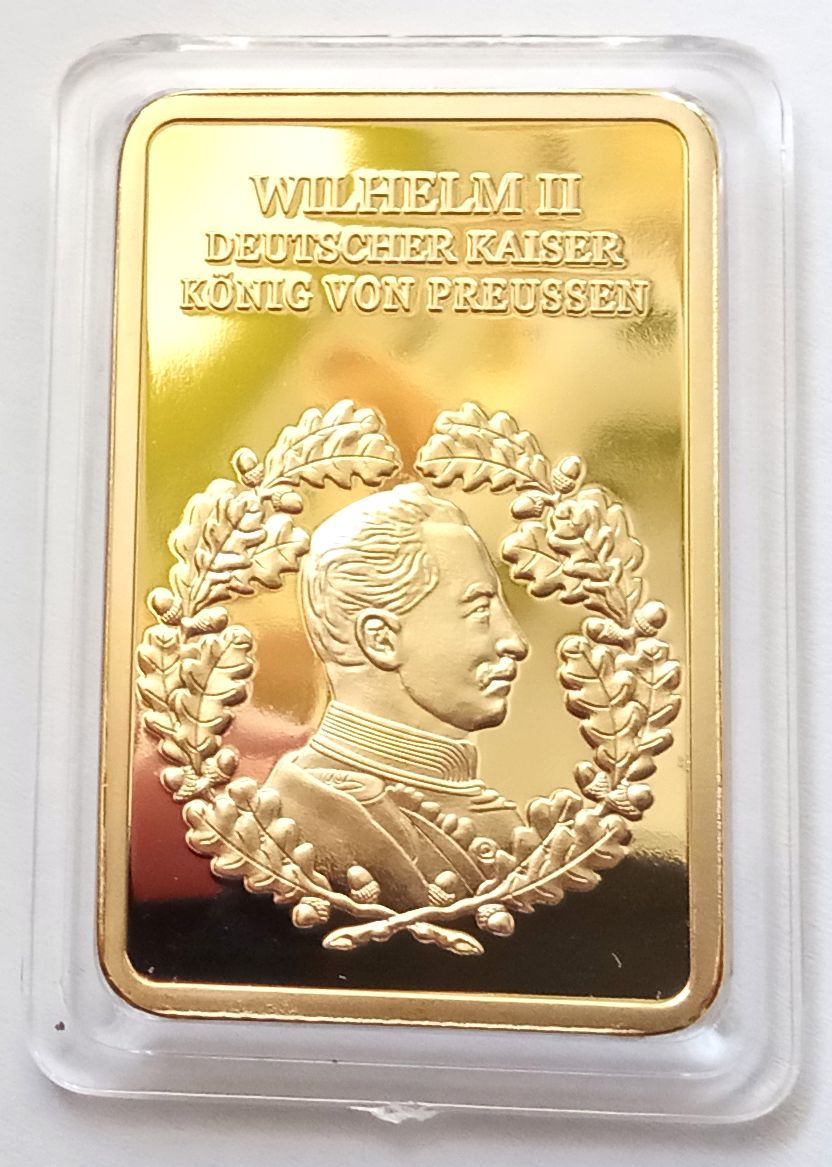 WILHELM II
DEUTSCHER KAISER
KÖNIG VON PREUSSEN